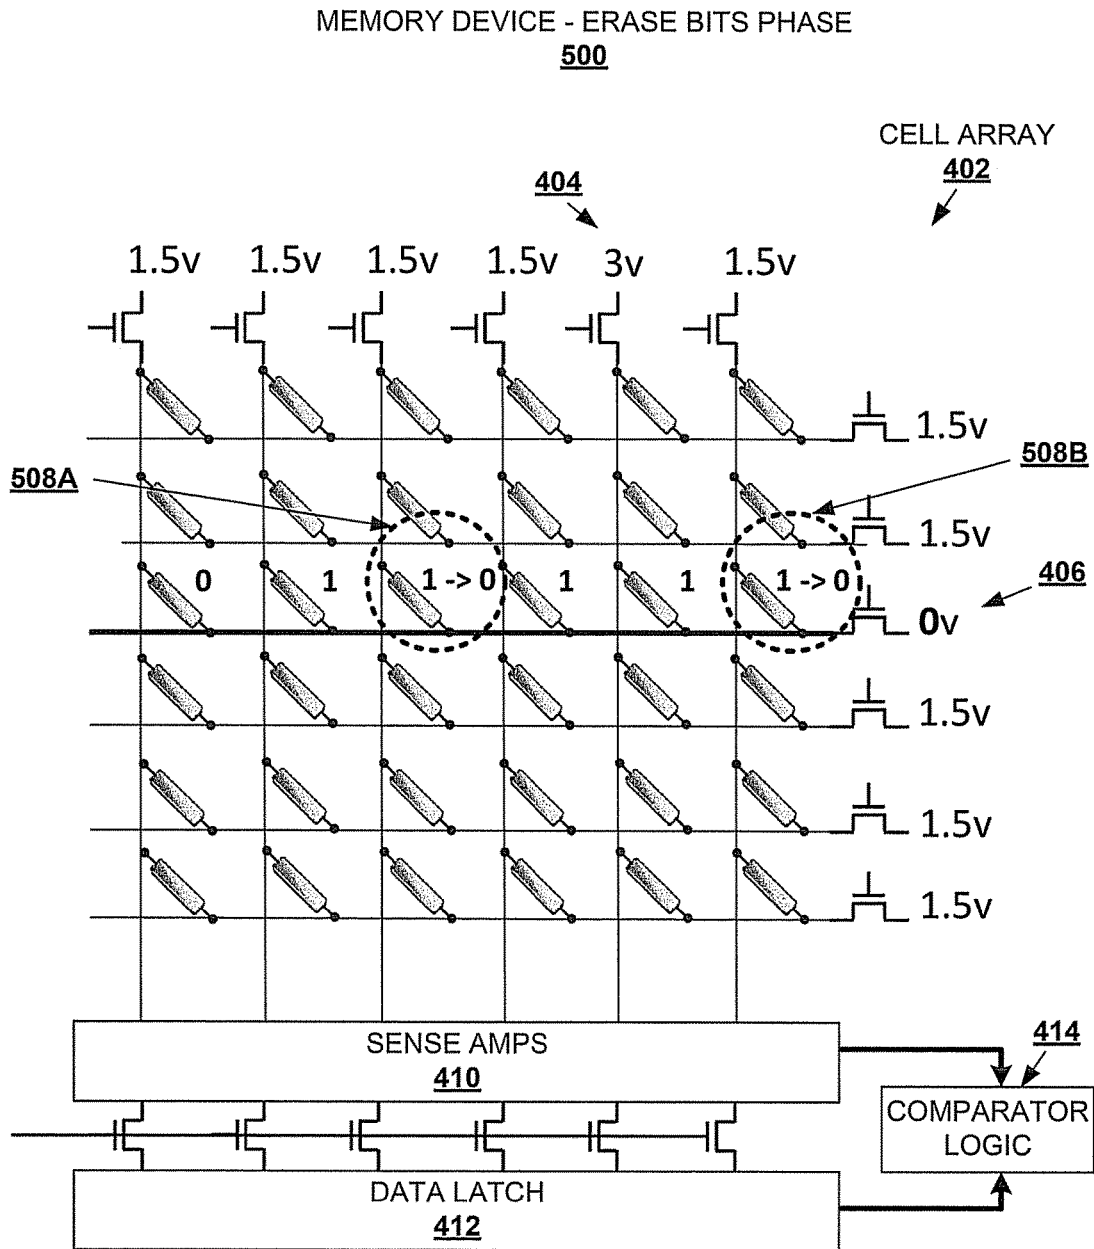 MEMORY DEVICE - ERASE BITS PHASE
500
CELL ARRAY
402
404
1.5v 1.5v 1.5v 1.5v 3v 1.5v
1.5v
508A
508B
1.5v
0 1 1 -> 0 1 1 1 -> 0
406
0v
1.5v
1.5v
1.5v
SENSE AMPS
410
414
COMPARATOR
LOGIC
DATA LATCH
412